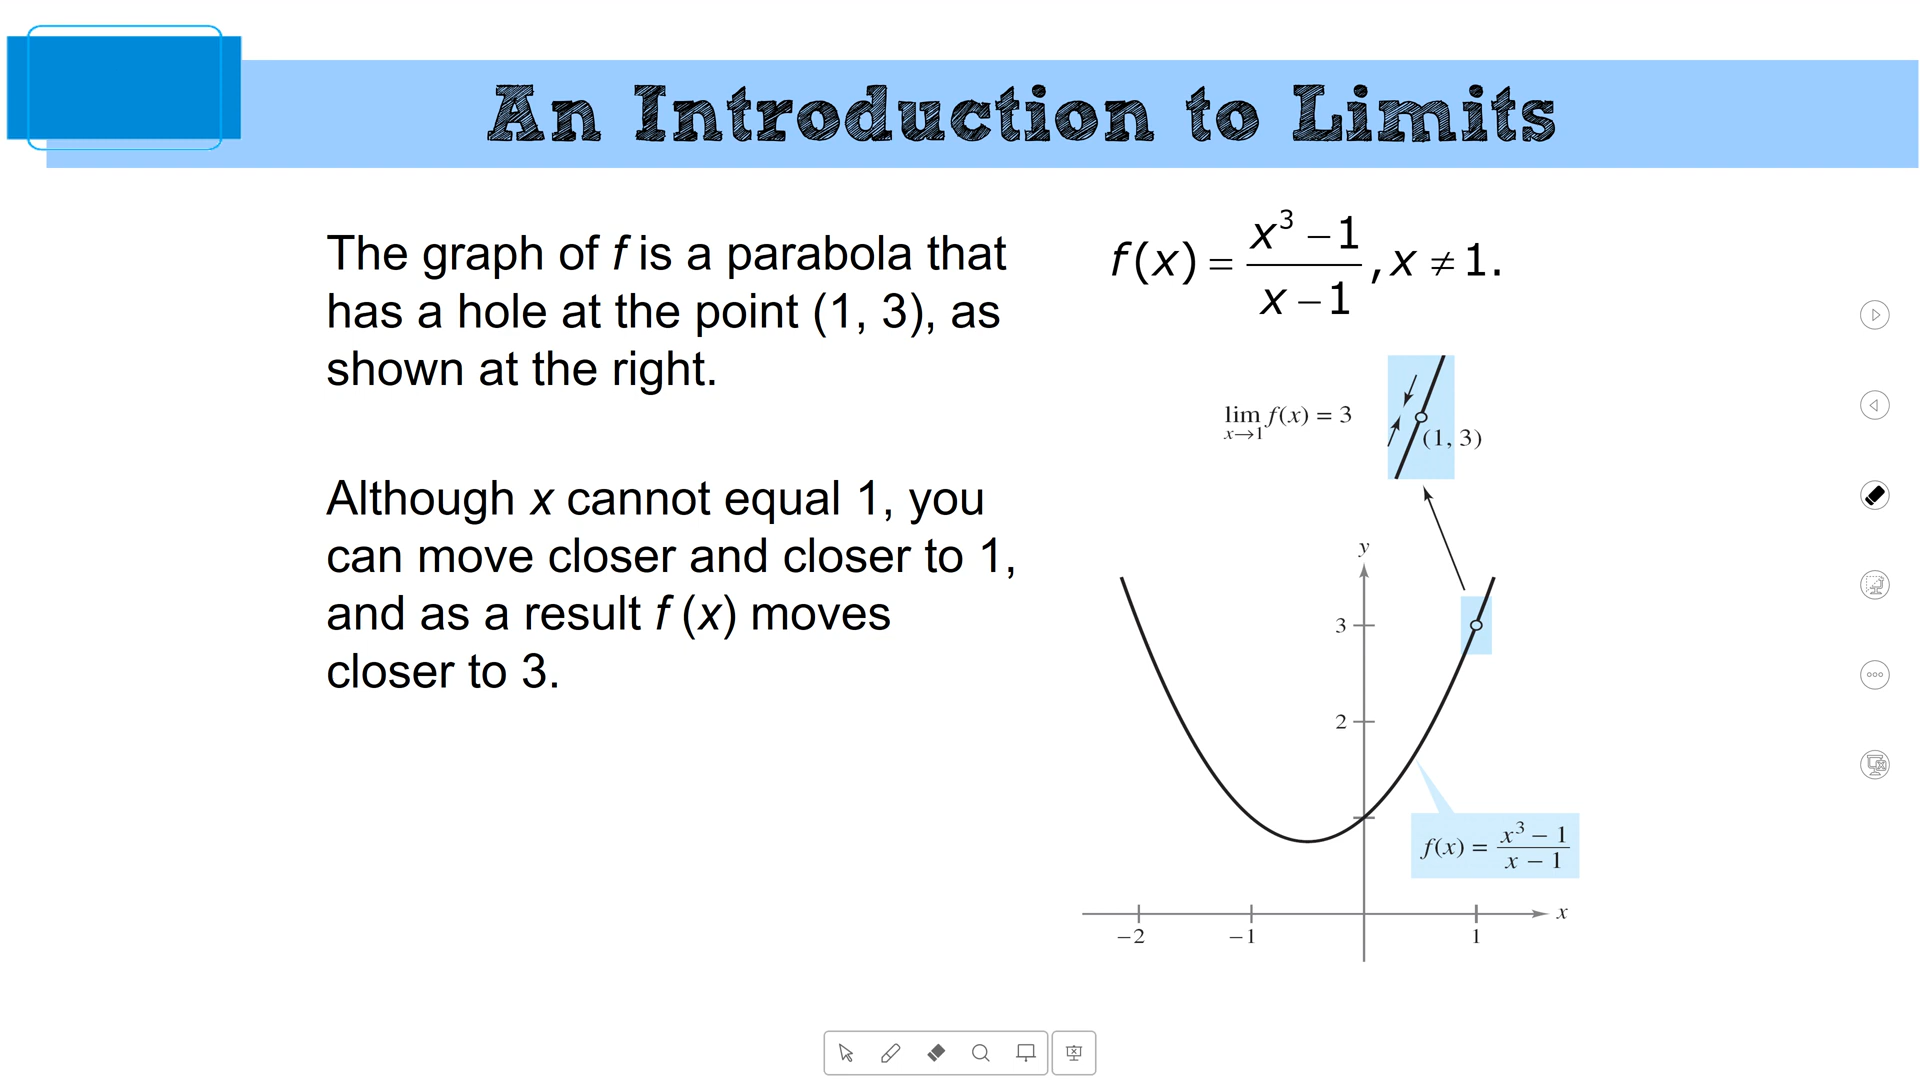 An Introduction to Limits
The graph of f is a parabola that
has a hole at the point (1, 3), as
shown at the right.
Although x cannot equal 1, you
can move closer and closer to 1,
and as a result f (x) moves
closer to 3.
f(x) = x³ − 1 / x − 1, x ≠ 1.
lim x→1 f(x) = 3
(1, 3)
y
3
2
f(x) = x³ − 1 / x − 1
x
−2 −1 1